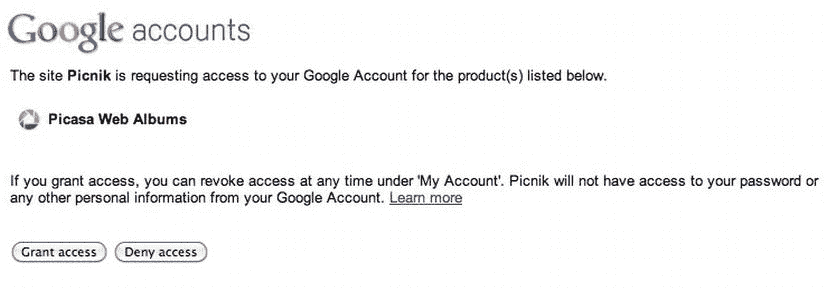 Google accounts
The site Picnik is requesting access to your Google Account for the product(s) listed below.
Picasa Web Albums
If you grant access, you can revoke access at any time under 'My Account'. Picnik will not have access to your password or
any other personal information from your Google Account. Learn more
Grant access Deny access